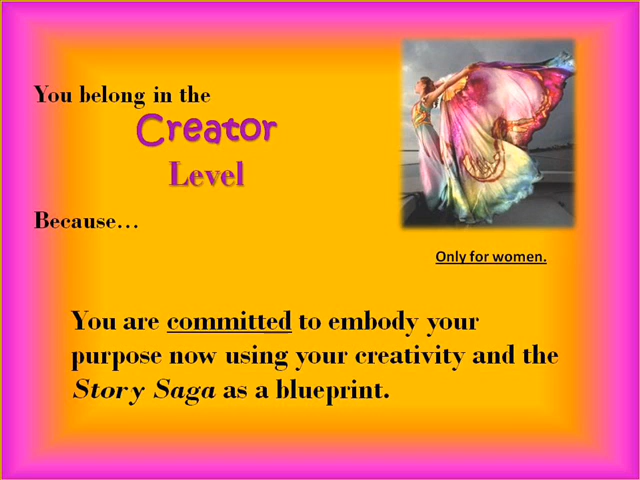 You belong in the
Creator
Level
Because…
Only for women.
You are committed to embody your
purpose now using your creativity and the
Story Saga as a blueprint.